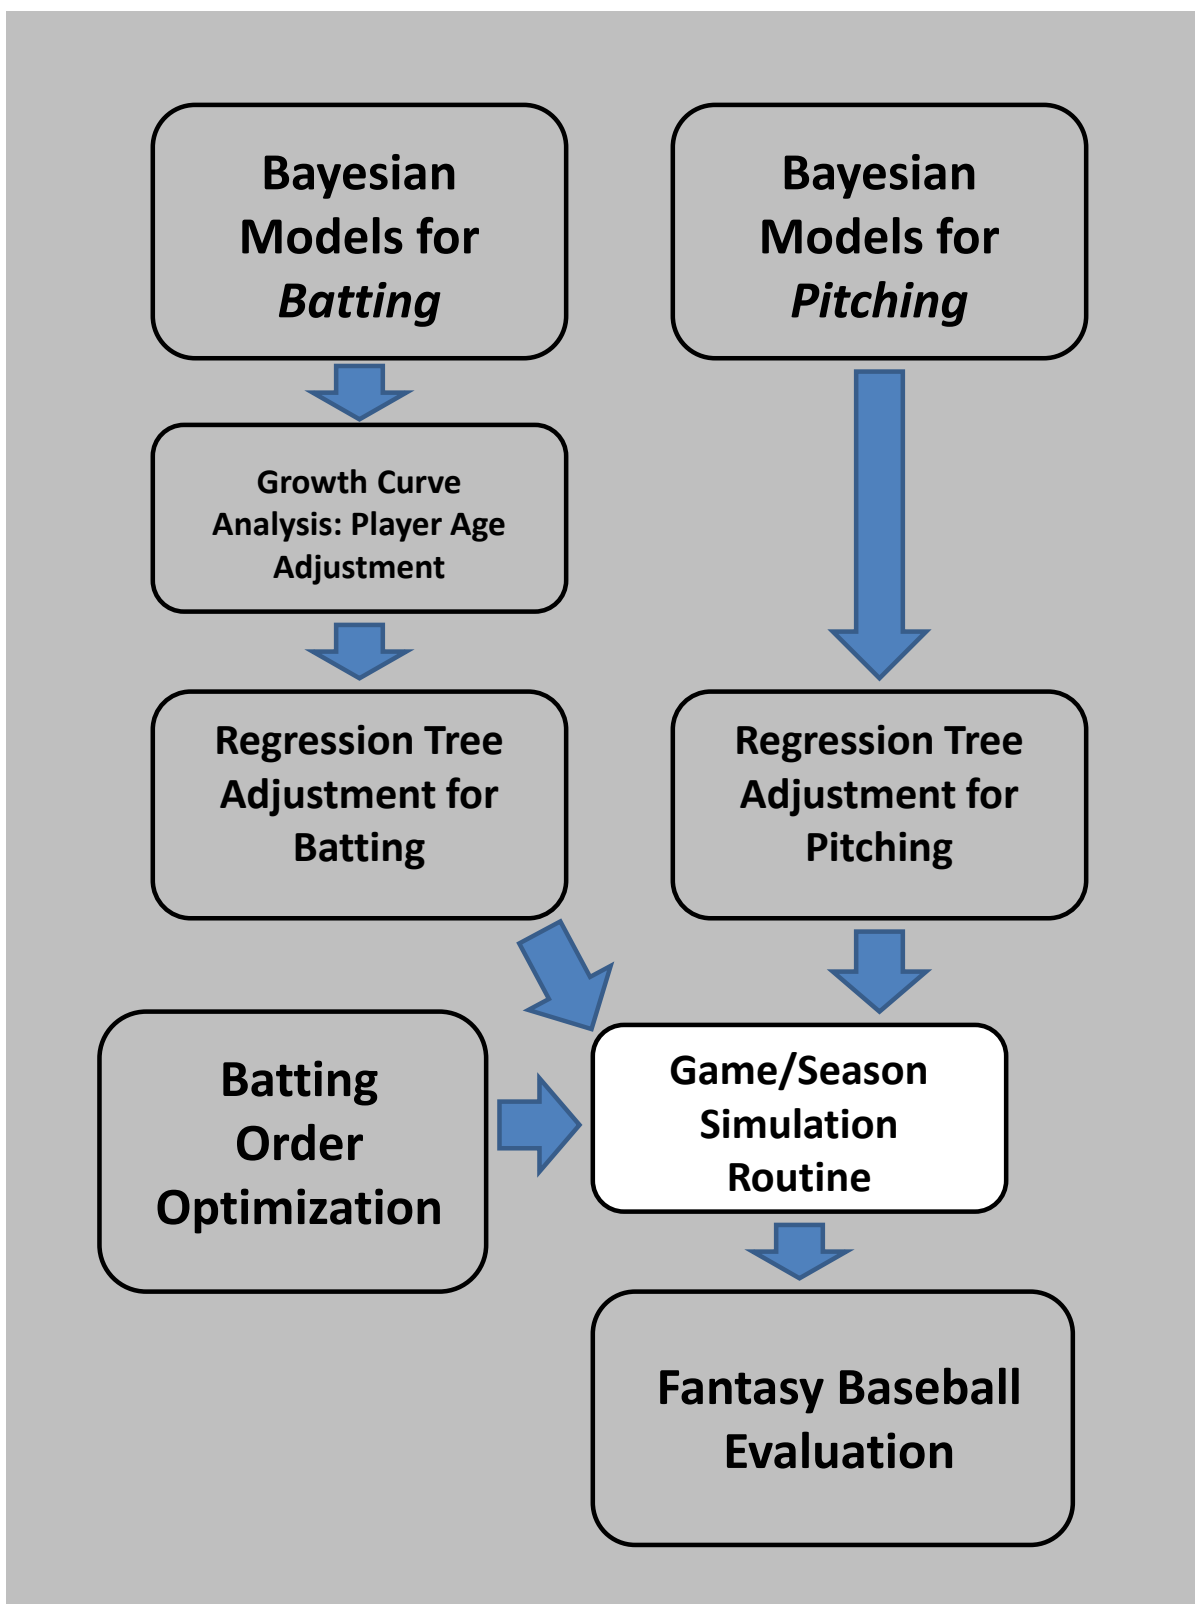 Bayesian
Models for
Batting
Bayesian
Models for
Pitching
Growth Curve
Analysis: Player Age
Adjustment
Regression Tree
Adjustment for
Batting
Regression Tree
Adjustment for
Pitching
Batting
Order
Optimization
Game/Season
Simulation
Routine
Fantasy Baseball
Evaluation